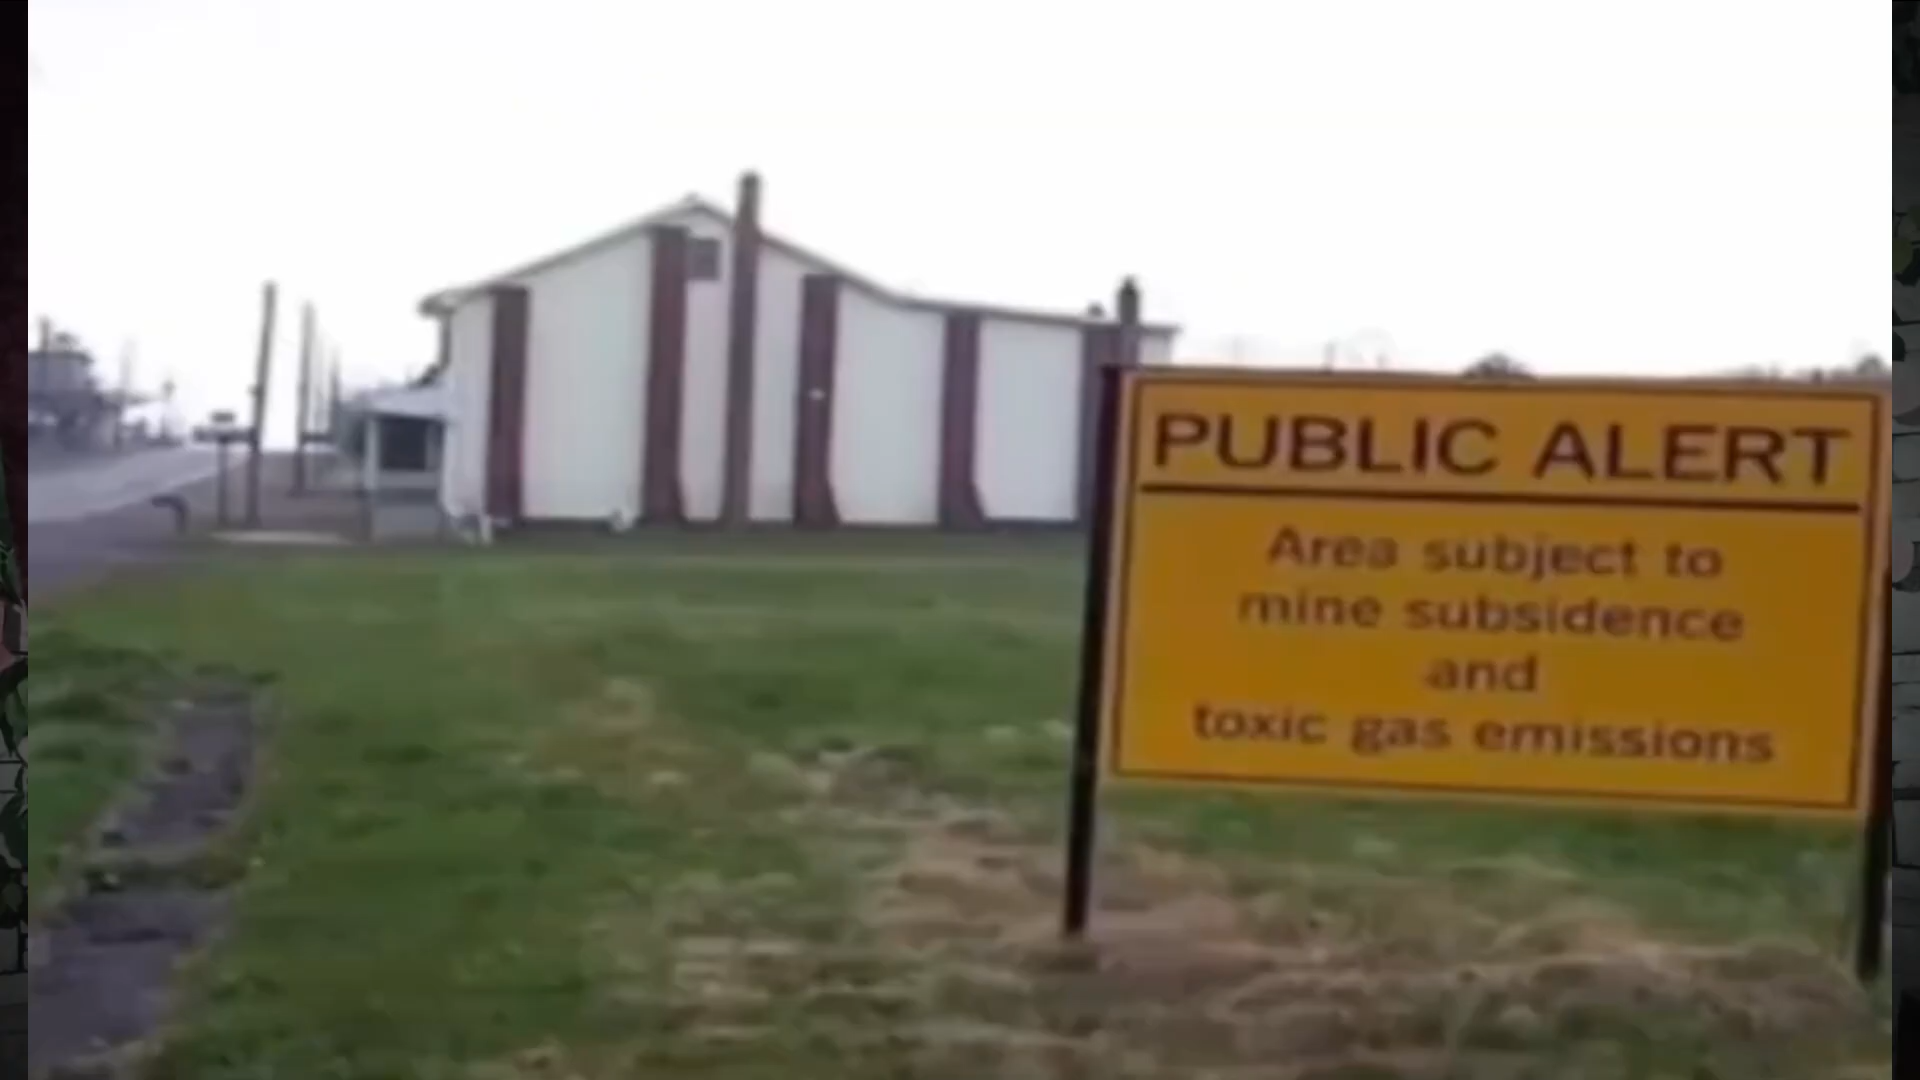 PUBLIC ALERT
Area subject to
mine subsidence
and
toxic gas emissions